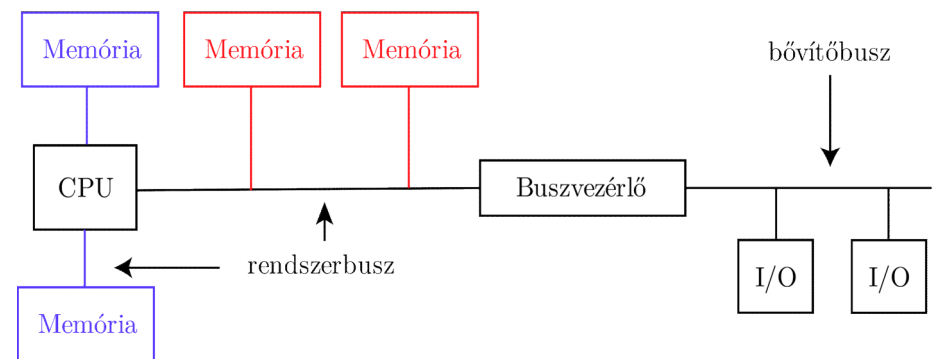 Memória
Memória
Memória
bővítőbusz
CPU
Buszvezérlő
rendszerbusz
I/O
I/O
Memória